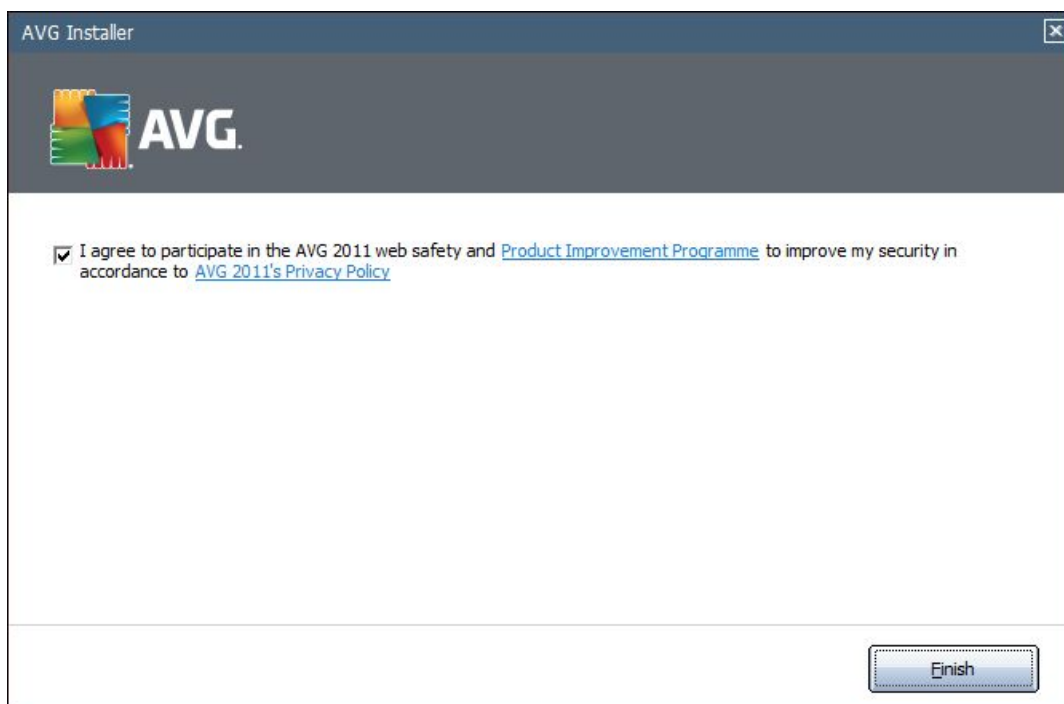 AVG Installer
AVG.
I agree to participate in the AVG 2011 web safety and Product Improvement Programme to improve my security in
accordance to AVG 2011's Privacy Policy
Finish